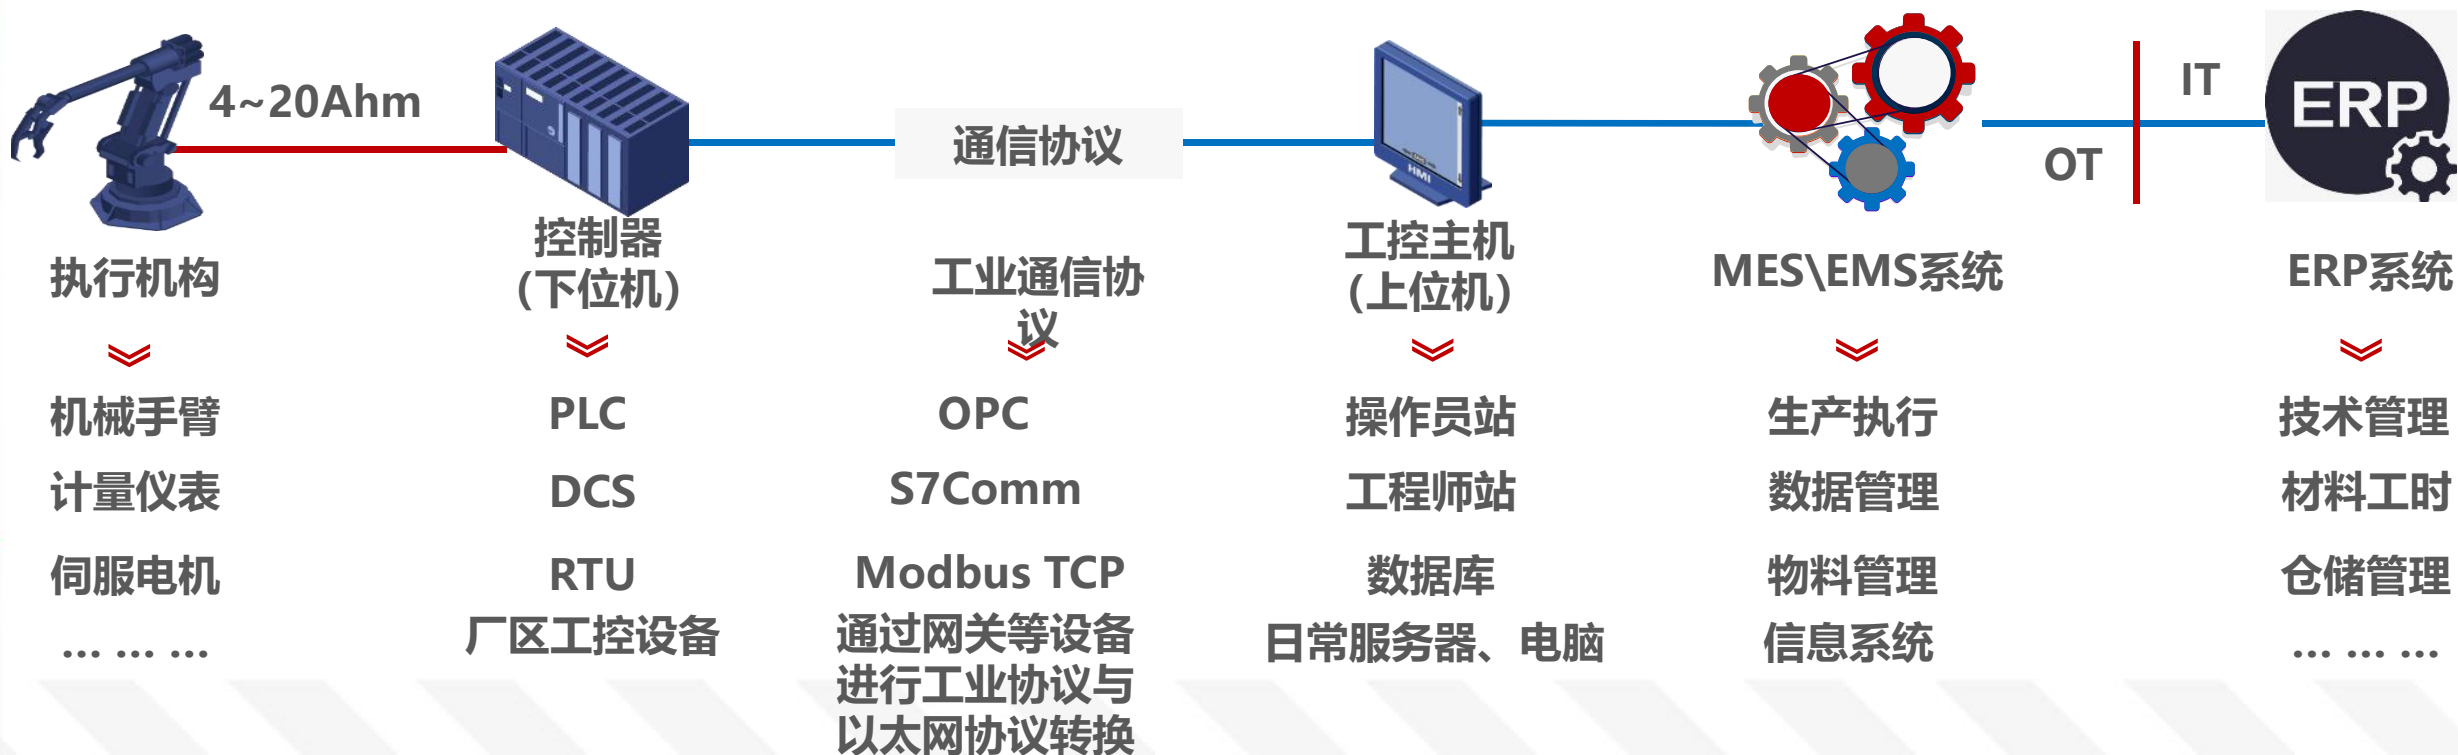 4~20Ahm
通信协议
HMI
IT
OT
ERP
执行机构
控制器
（下位机）
工业通信协
议
工控主机
（上位机）
MES\EMS系统
ERP系统
机械手臂
PLC
OPC
操作员站
生产执行
技术管理
计量仪表
DCS
S7Comm
工程师站
数据管理
材料工时
伺服电机
RTU
Modbus TCP
数据库
物料管理
仓储管理
… … …
厂区工控设备
通过网关等设备
进行工业协议与
以太网协议转换
日常服务器、电脑
信息系统
… … …